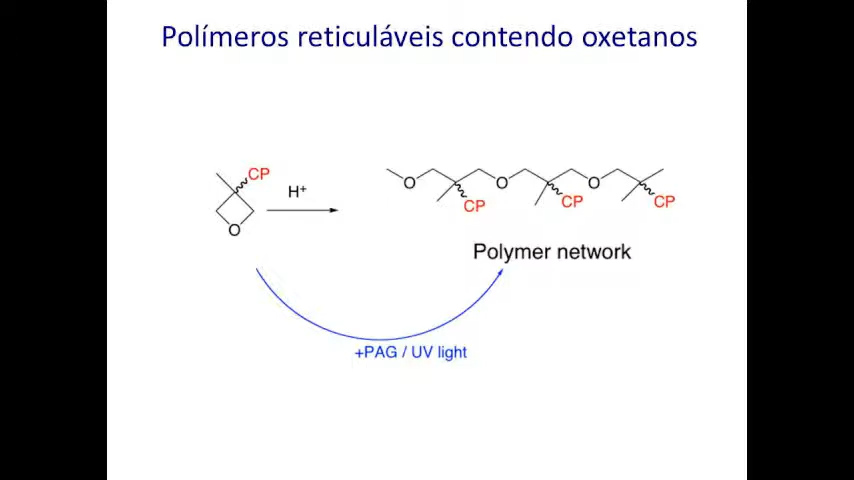 Polímeros reticuláveis contendo oxetanos
CP
H+
O
O O O
CP CP CP
Polymer network
+PAG / UV light